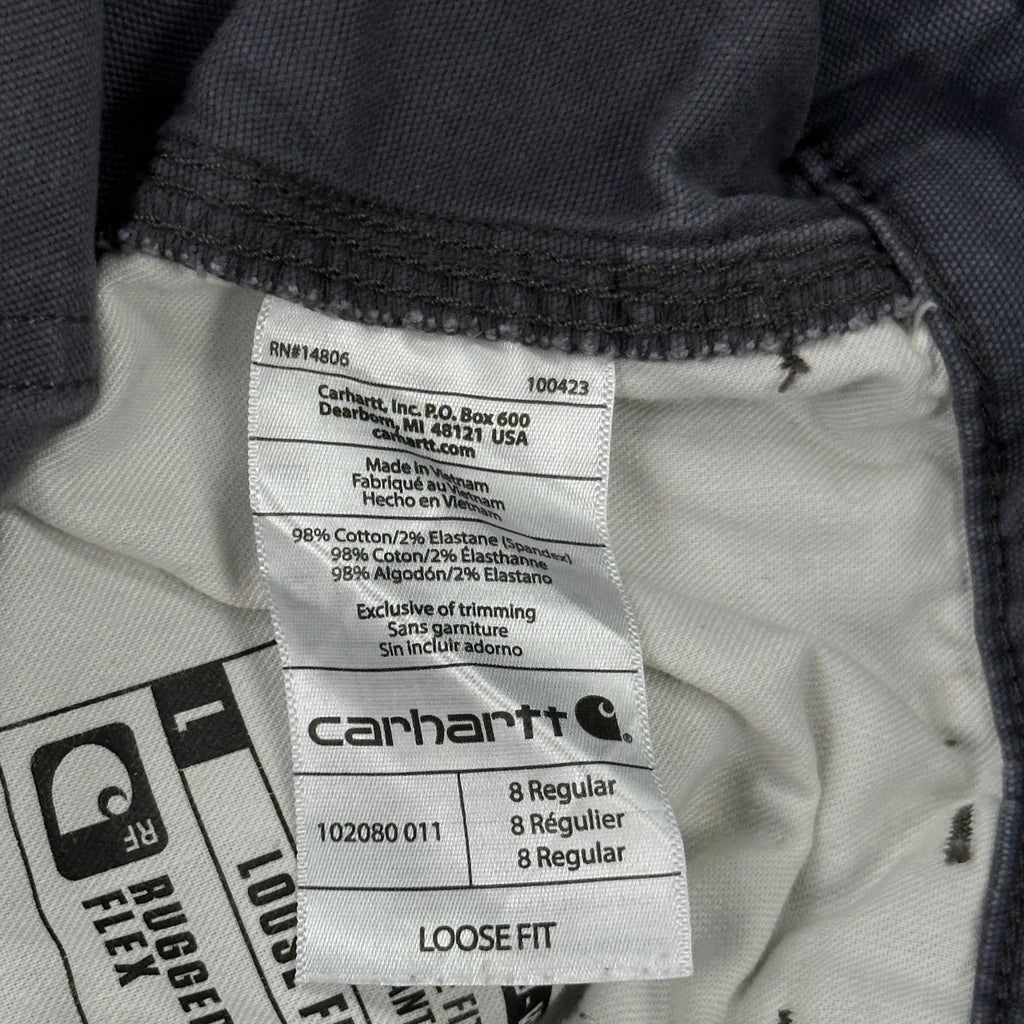 RN#14806
100423
Carhartt, Inc. P.O. Box 600
Dearborn, MI 48121 USA
carhartt.com
Made in Vietnam
Fabriqué au Vietnam
Hecho en Vietnam
98% Cotton/2% Elastane (Spandex)
98% Coton/2% Élasthanne
98% Algodón/2% Elastano
Exclusive of trimming
Sans garniture
Sin incluir adorno
carhartt
102080 011
8 Regular
8 Régulier
8 Regular
LOOSE FIT
1
RF
RUGGED
FLEX
LOOSE F